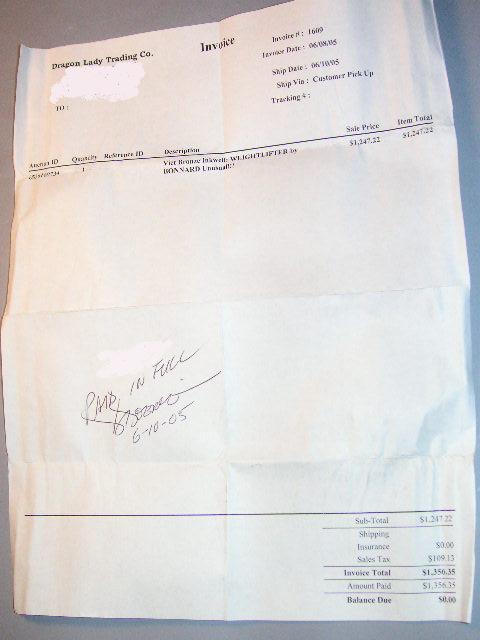 Dragon Lady Trading Co.
Invoice
Invoice # : 1609
Invoice Date : 06/08/05
Ship Date : 06/10/05
Ship Via : Customer Pick Up
Tracking # :
TO :
Auction ID Quantity Reference ID Description Sale Price Item Total
1 Vict Bronze Inkwell: WEIGHTLIFTER by $1,247.22 $1,247.22
BONNARD Unusual!!
PAID IN FULL
6-10-05
Sub-Total $1,247.22
Shipping
Insurance $0.00
Sales Tax $109.13
Invoice Total $1,356.35
Amount Paid $1,356.35
Balance Due $0.00